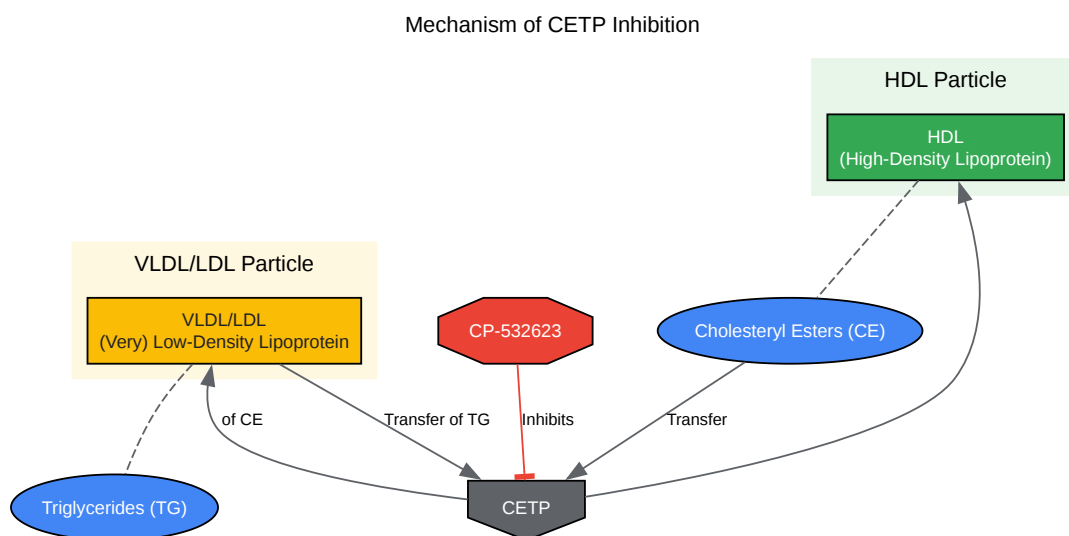 Mechanism of CETP Inhibition
HDL Particle
HDL
(High-Density Lipoprotein)
VLDL/LDL Particle
VLDL/LDL
(Very) Low-Density Lipoprotein
CP-532623
Cholesteryl Esters (CE)
of CE
Transfer of TG
Inhibits
Transfer
Triglycerides (TG)
CETP